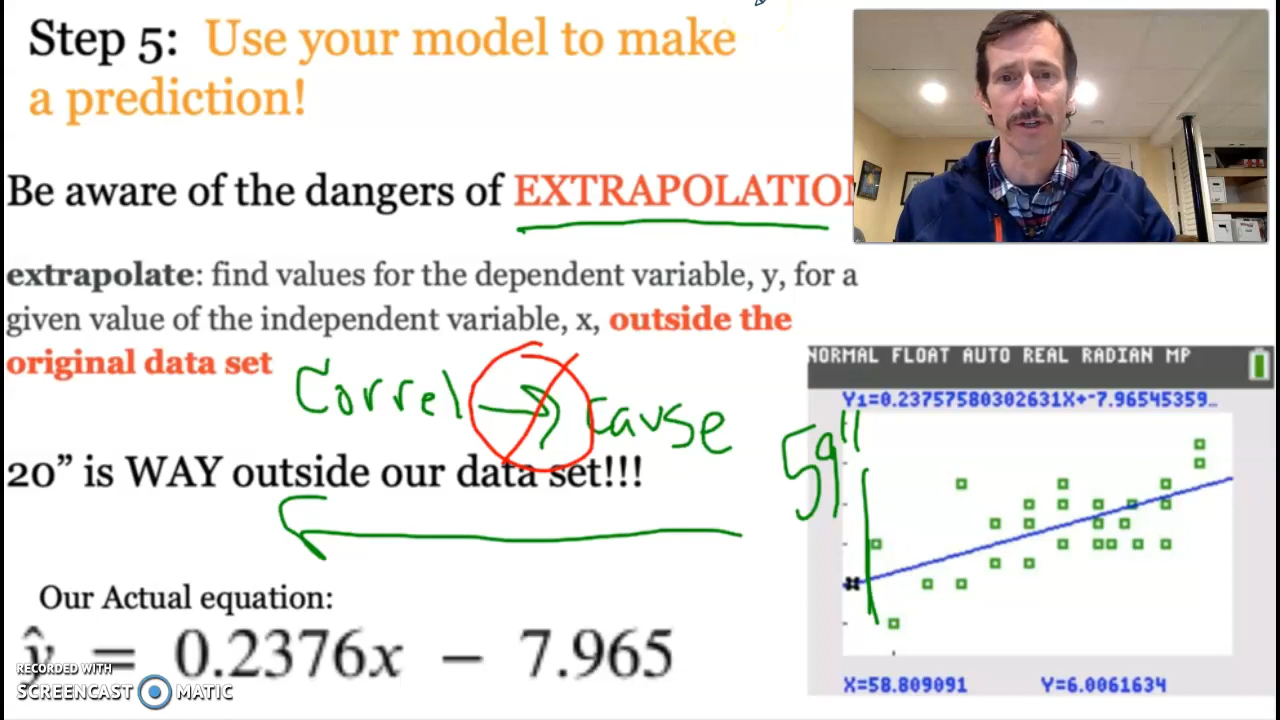 Step 5: Use your model to make
a prediction!
Be aware of the dangers of EXTRAPOLATION
extrapolate: find values for the dependent variable, y, for a
given value of the independent variable, x, outside the
original data set
Correl → cause
20” is WAY outside our data set!!!
59"
Our Actual equation:
ŷ = 0.2376x − 7.965
RECORDED WITH
SCREENCAST MATIC
NORMAL FLOAT AUTO REAL RADIAN MP
Y1=0.23757580302631X+-7.96545359…
X=58.809091 Y=6.0061634